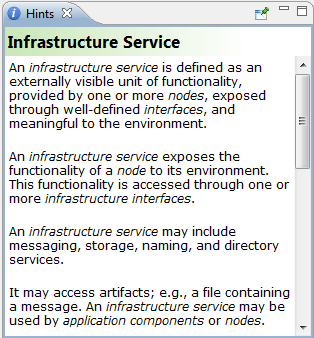 Hints
Infrastructure Service
An infrastructure service is defined as an
externally visible unit of functionality,
provided by one or more nodes, exposed
through well-defined interfaces, and
meaningful to the environment.
An infrastructure service exposes the
functionality of a node to its environment.
This functionality is accessed through one or
more infrastructure interfaces.
An infrastructure service may include
messaging, storage, naming, and directory
services.
It may access artifacts; e.g., a file containing
a message. An infrastructure service may be
used by application components or nodes.